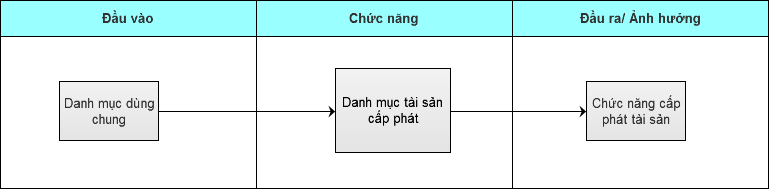 Đầu vào
Chức năng
Đầu ra/ Ảnh hưởng
Danh mục dùng
chung
Danh mục tài sản
cấp phát
Chức năng cấp
phát tài sản